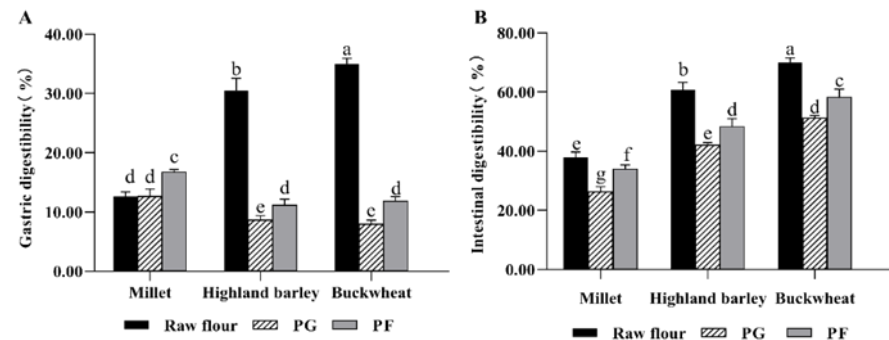 A
Gastric digestibility( %)
40.00
30.00
20.00
10.00
0.00
d d c
b e d
a c d
Millet Highland barley Buckwheat
Raw flour PG PF
B
Intestinal digestibility( %)
80.00
60.00
40.00
20.00
0.00
e g f
b e d
a d c
Millet Highland barley Buckwheat
Raw flour PG PF